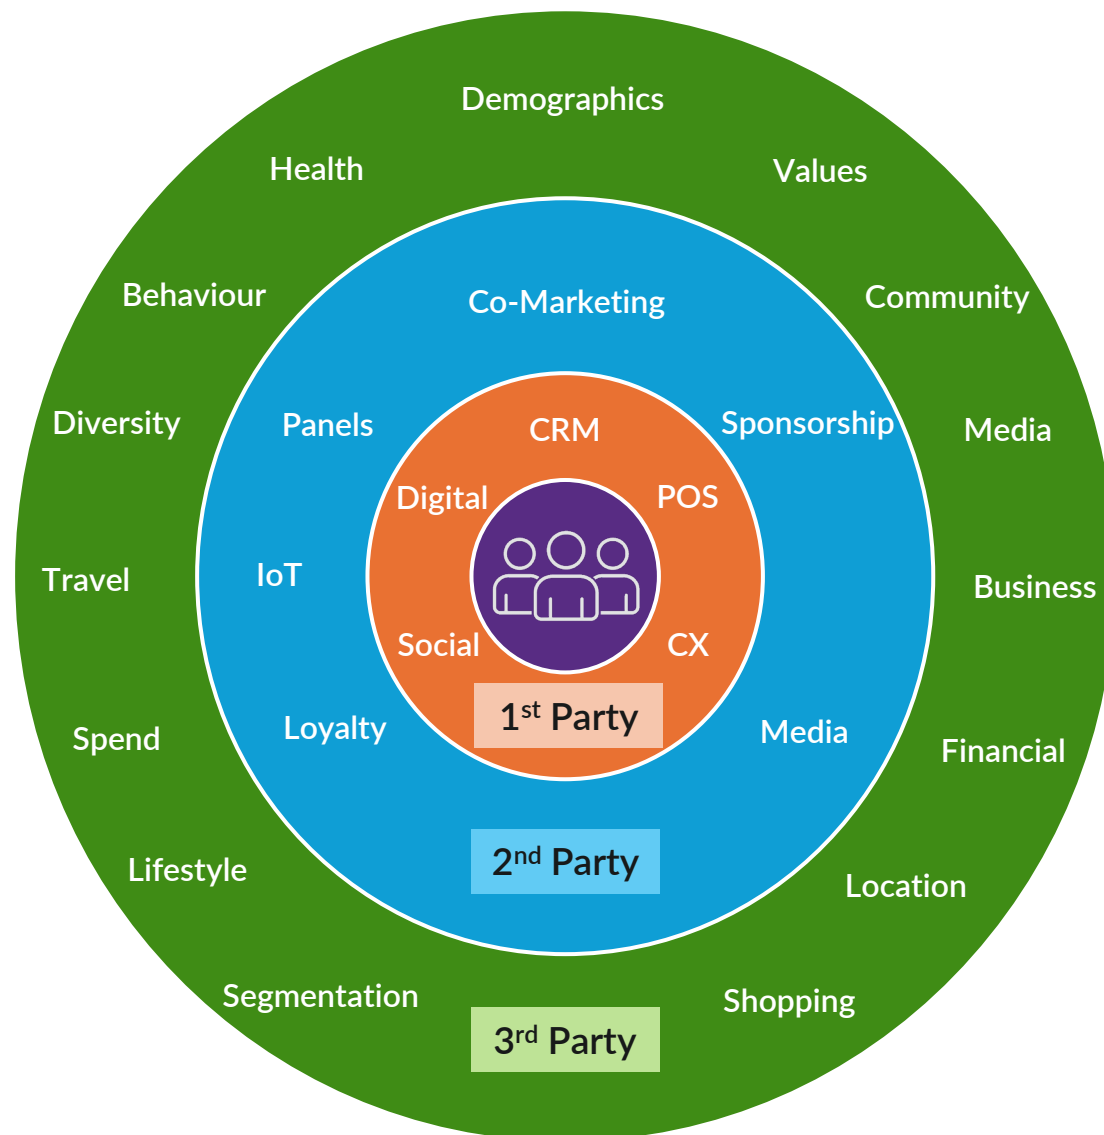 Demographics
Health
Values
Behaviour
Community
Co-Marketing
Diversity
Panels
CRM
Sponsorship
Media
Digital
POS
Travel
IoT
Business
Social
CX
1st Party
Loyalty
Media
Spend
Financial
2nd Party
Lifestyle
Location
Segmentation
Shopping
3rd Party